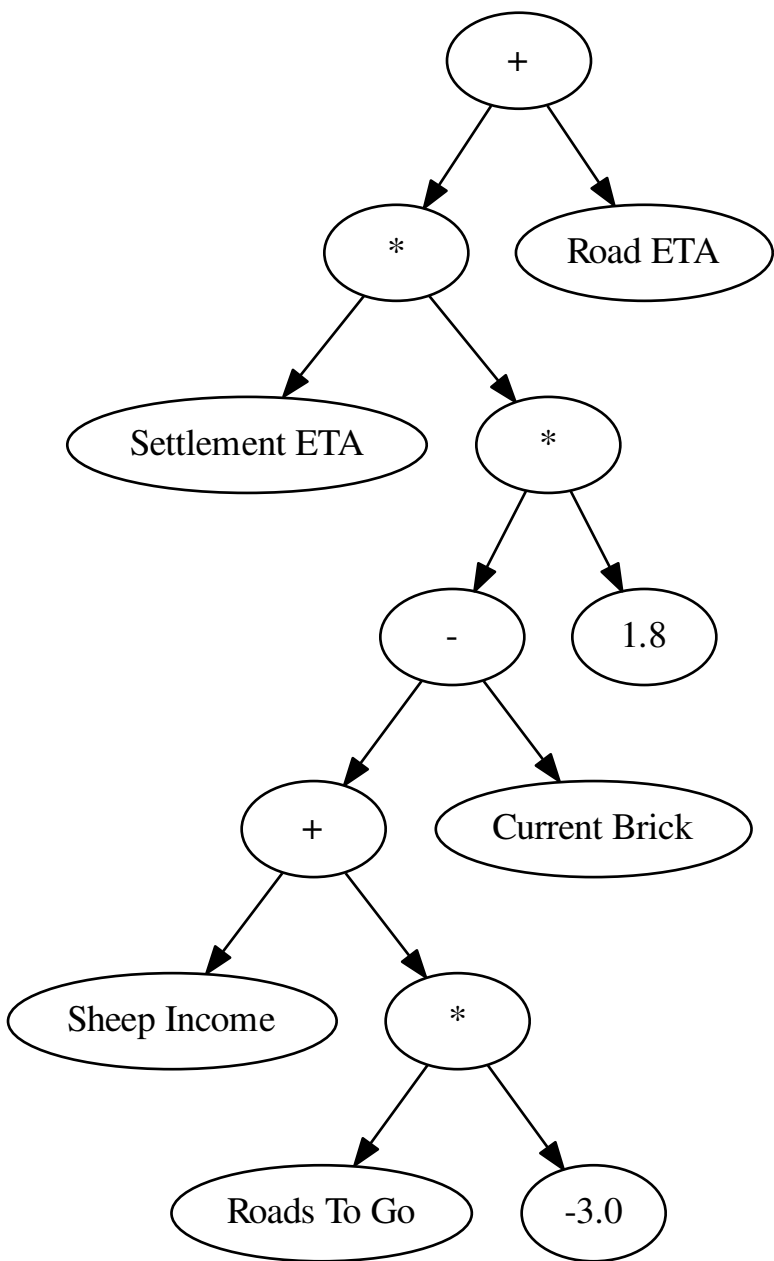 +
*
Road ETA
Settlement ETA
*
-
1.8
+
Current Brick
Sheep Income
*
Roads To Go
-3.0